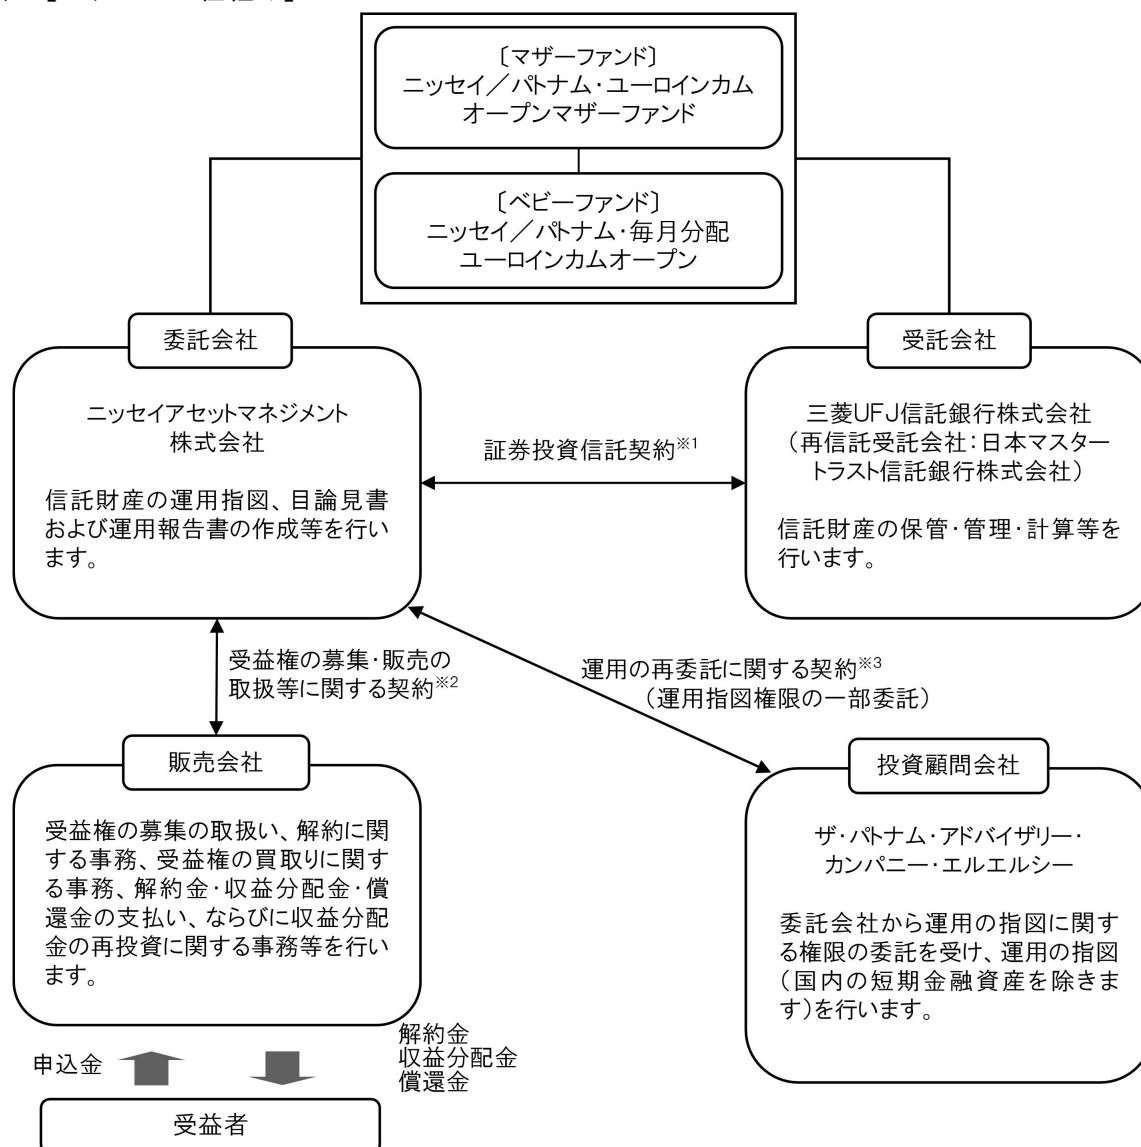 〔マザーファンド〕
ニッセイ／パトナム・ユーロインカム
オープンマザーファンド
〔ベビーファンド〕
ニッセイ／パトナム・毎月分配
ユーロインカムオープン
委託会社
ニッセイアセットマネジメント
株式会社
信託財産の運用指図、目論見書
および運用報告書の作成等を行い
ます。
証券投資信託契約※1
受託会社
三菱UFJ信託銀行株式会社
（再信託受託会社：日本マスター
トラスト信託銀行株式会社）
信託財産の保管・管理・計算等を
行います。
受益権の募集・販売の
取扱等に関する契約※2
運用の再委託に関する契約※3
（運用指図権限の一部委託）
販売会社
受益権の募集の取扱い、解約に関
する事務、受益権の買取りに関す
る事務、解約金・収益分配金・償
還金の支払い、ならびに収益分配
金の再投資に関する事務等を行い
ます。
投資顧問会社
ザ・パトナム・アドバイザリー・
カンパニー・エルエルシー
委託会社から運用の指図に関す
る権限の委託を受け、運用の指図
（国内の短期金融資産を除きま
す）を行います。
申込金
解約金
収益分配金
償還金
受益者